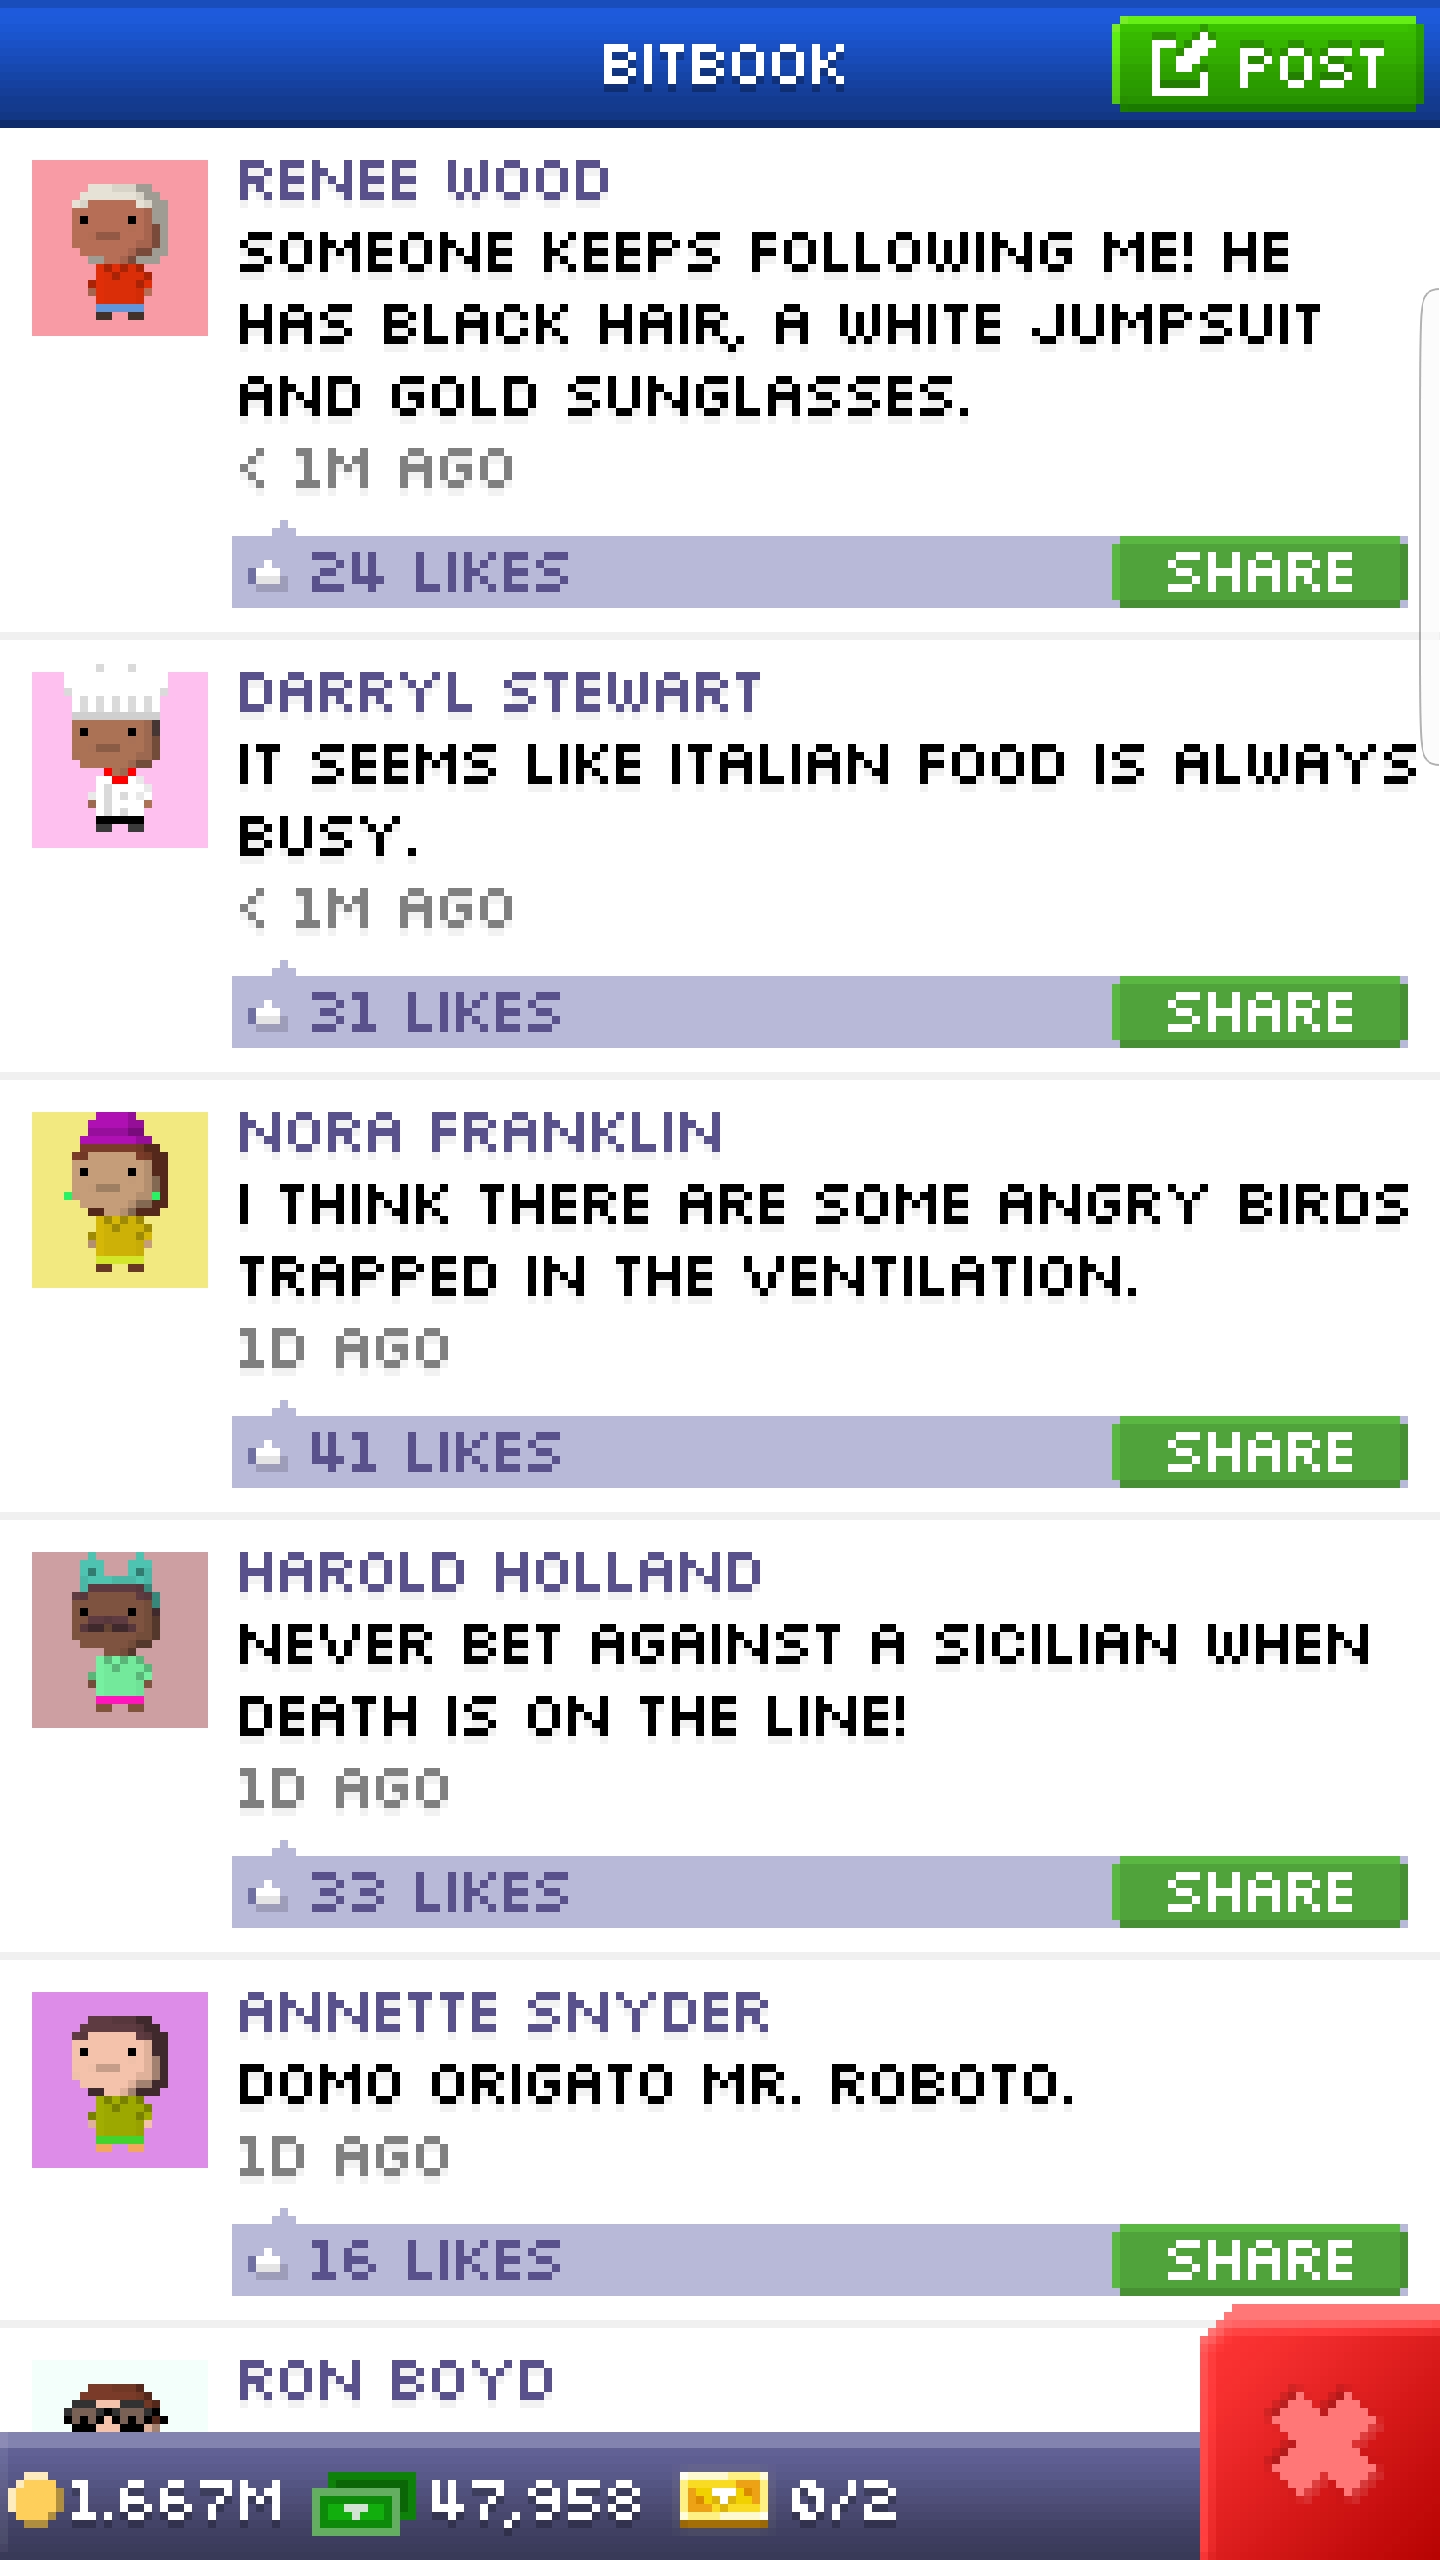 BITBOOK
POST
RENEE WOOD
SOMEONE KEEPS FOLLOWING ME! HE
HAS BLACK HAIR, A WHITE JUMPSUIT
AND GOLD SUNGLASSES.
< 1M AGO
24 LIKES
SHARE
DARRYL STEWART
IT SEEMS LIKE ITALIAN FOOD IS ALWAYS
BUSY.
< 1M AGO
31 LIKES
SHARE
NORA FRANKLIN
I THINK THERE ARE SOME ANGRY BIRDS
TRAPPED IN THE VENTILATION.
1D AGO
41 LIKES
SHARE
HAROLD HOLLAND
NEVER BET AGAINST A SICILIAN WHEN
DEATH IS ON THE LINE!
1D AGO
33 LIKES
SHARE
ANNETTE SNYDER
DOMO ORIGATO MR. ROBOTO.
1D AGO
16 LIKES
SHARE
RON BOYD
1.667M 47,958 0/2